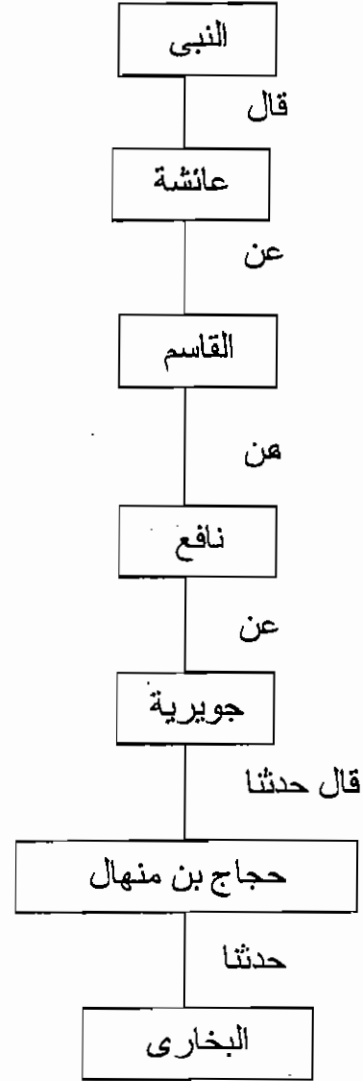 النبى
قال
عائشة
عن
القاسم
عن
نافع
عن
جويرية
قال حدثنا
حجاج بن منهال
حدثنا
البخارى